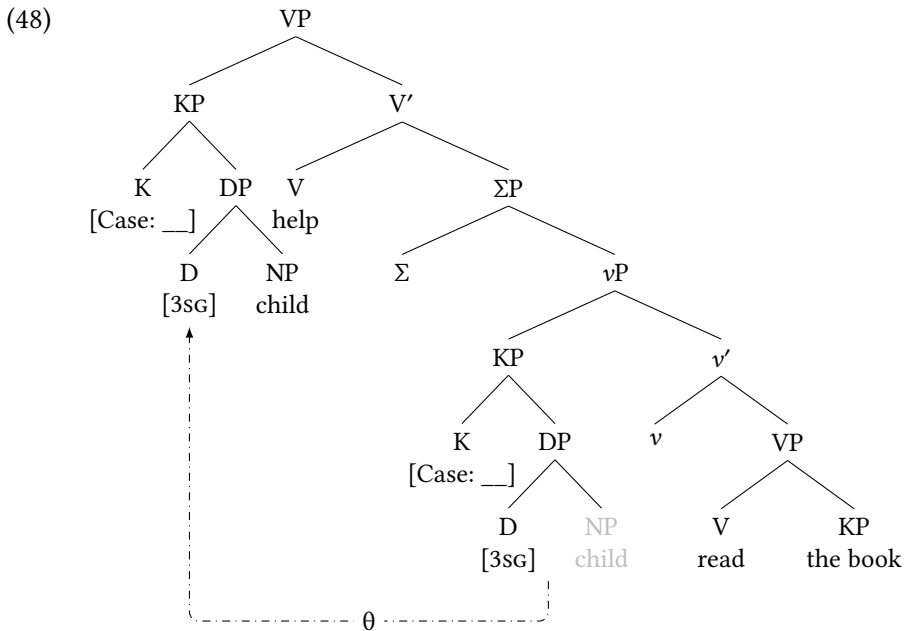 (48) VP
KP V′
K DP V ΣP
[Case: __] help
D NP Σ vP
[3SG] child
KP v′
K DP v VP
[Case: __]
D NP V KP
[3SG] child read the book
θ